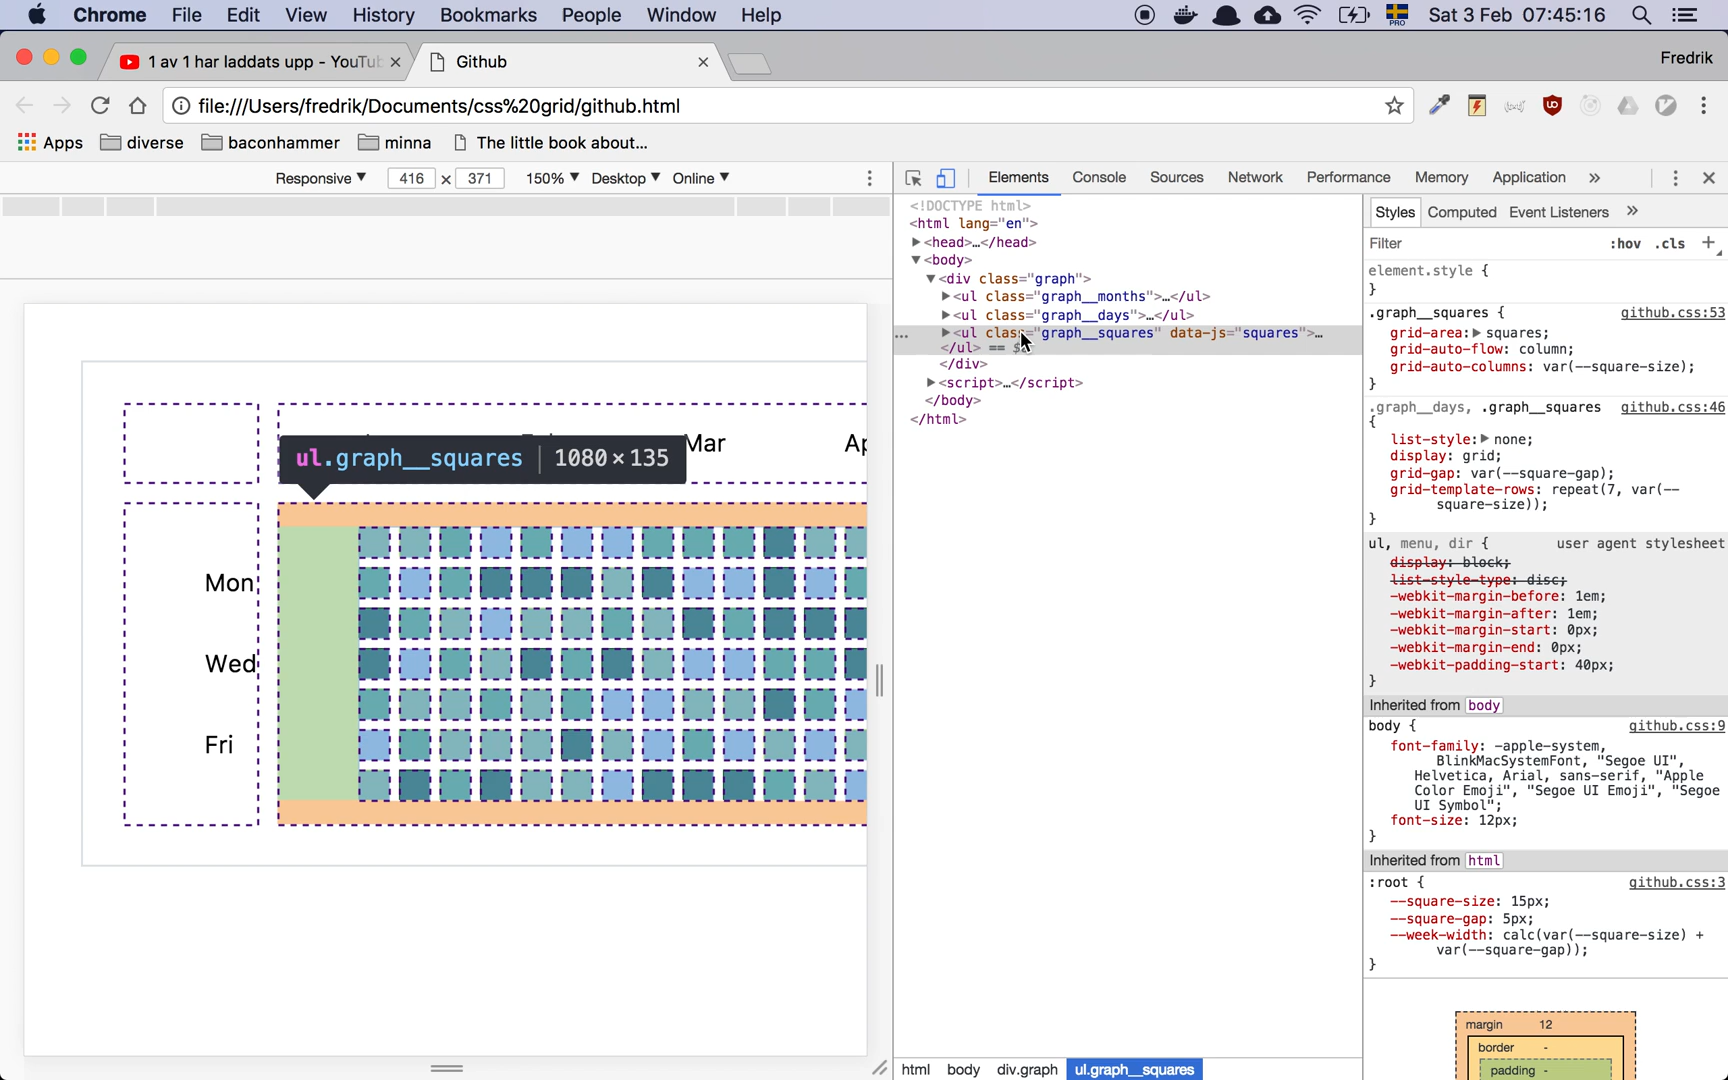 Chrome File Edit View History Bookmarks People Window Help PRO Sat 3 Feb 07:45:16
1 av 1 har laddats upp - YouTub
Github
Fredrik
file:///Users/fredrik/Documents/css%20grid/github.html
Apps diverse baconhammer minna The little book about...
Responsive 416 × 371 150% Desktop Online
Elements Console Sources Network Performance Memory Application »
<!DOCTYPE html>
<html lang="en">
<head>…</head>
<body>
<div class="graph">
<ul class="graph__months">…</ul>
<ul class="graph__days">…</ul>
<ul class="graph__squares" data-js="squares">…
</ul> ==
</div>
<script>…</script>
</body>
</html>
Mar
ul.graph__squares 1080×135
Mon
Wed
Fri
html body div.graph ul.graph__squares
Styles Computed Event Listeners »
Filter :hov .cls +
element.style {
}
.graph__squares { github.css:53
grid-area: squares;
grid-auto-flow: column;
grid-auto-columns: var(--square-size);
}
.graph__days, .graph__squares github.css:46
{
list-style: none;
display: grid;
grid-gap: var(--square-gap);
grid-template-rows: repeat(7, var(--
square-size));
}
ul, menu, dir { user agent stylesheet
display: block;
list-style-type: disc;
-webkit-margin-before: 1em;
-webkit-margin-after: 1em;
-webkit-margin-start: 0px;
-webkit-margin-end: 0px;
-webkit-padding-start: 40px;
}
Inherited from body
body { github.css:9
font-family: -apple-system,
BlinkMacSystemFont, "Segoe UI",
Helvetica, Arial, sans-serif, "Apple
Color Emoji", "Segoe UI Emoji", "Segoe
UI Symbol";
font-size: 12px;
}
Inherited from html
:root { github.css:3
--square-size: 15px;
--square-gap: 5px;
--week-width: calc(var(--square-size) +
var(--square-gap));
}
margin 12
border -
padding -